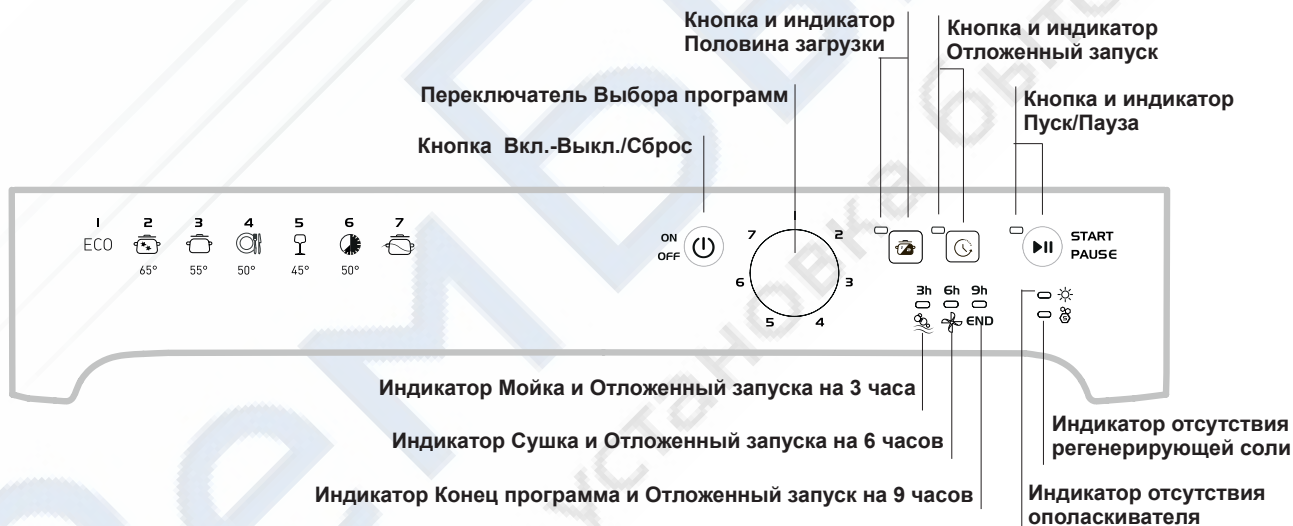 Кнопка и индикатор
Половина загрузки
Кнопка и индикатор
Отложенный запуск
Переключатель Выбора программ
Кнопка и индикатор
Пуск/Пауза
Кнопка Вкл.-Выкл./Сброс
1 2 3 4 5 6 7
ECO
65° 55° 50° 45° 50°
ON
OFF
1
7 2
6 3
5 4
START
PAUSE
3h 6h 9h
END
Индикатор Мойка и Отложенный запуска на 3 часа
Индикатор Сушка и Отложенный запуска на 6 часов
Индикатор Конец программа и Отложенный запуск на 9 часов
Индикатор отсутствия
регенерирующей соли
Индикатор отсутствия
ополаскивателя